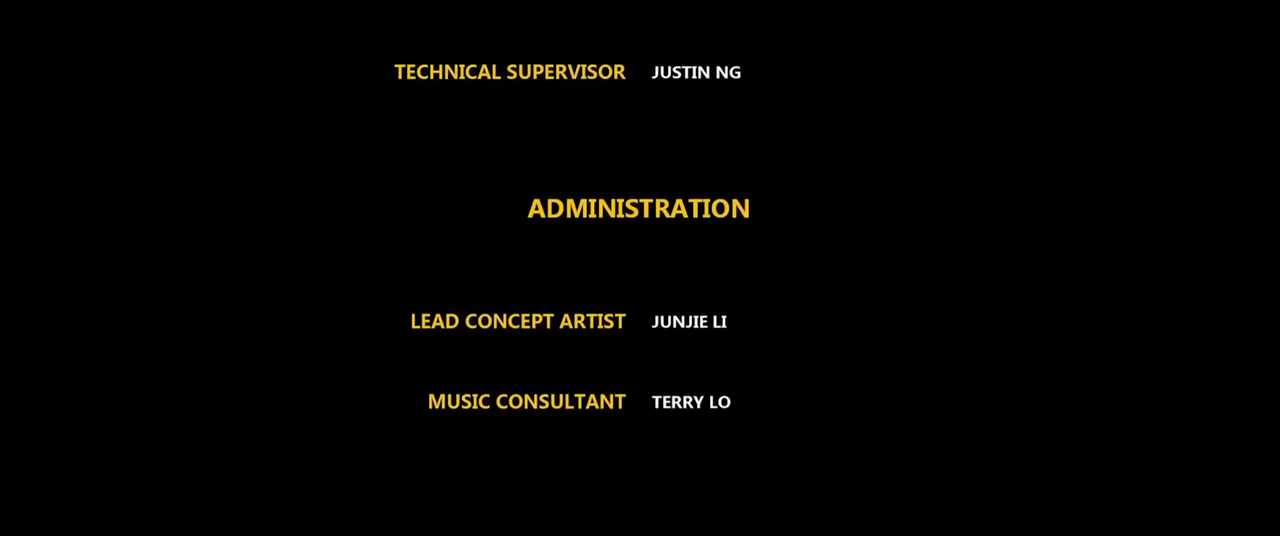 TECHNICAL SUPERVISOR JUSTIN NG
ADMINISTRATION
LEAD CONCEPT ARTIST JUNJIE LI
MUSIC CONSULTANT TERRY LO